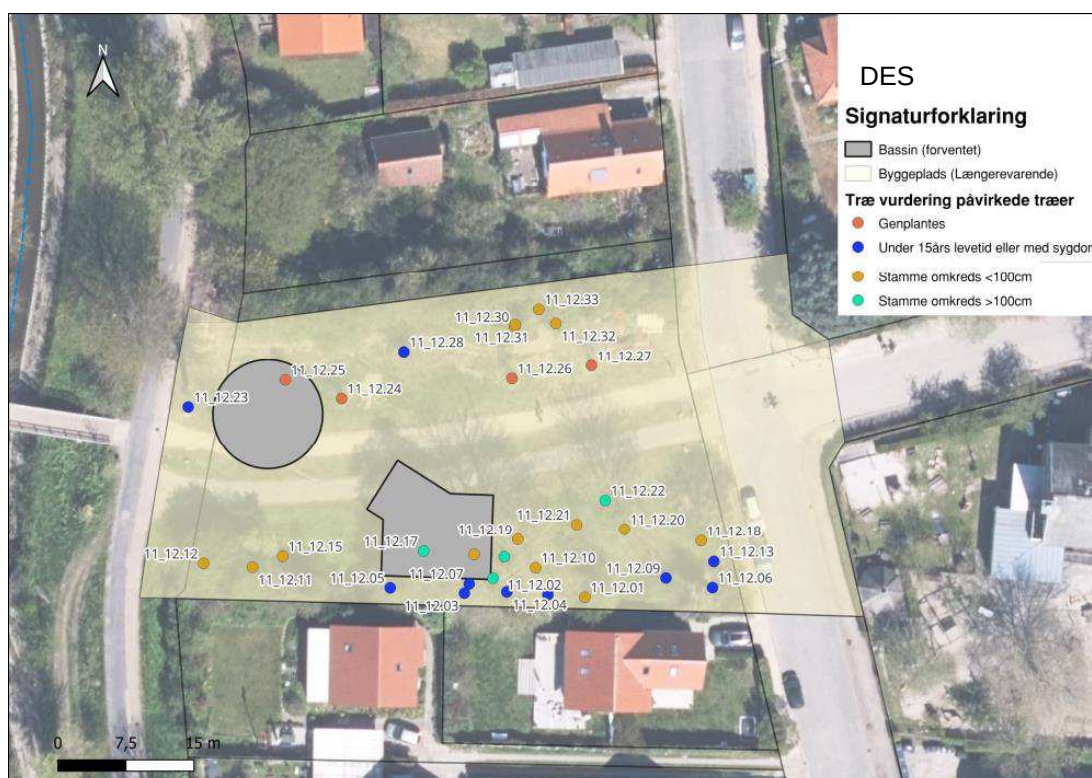 N
DES
Signaturforklaring
Bassin (forventet)
Byggeplads (Længerevarende)
Træ vurdering påvirkede træer
Genplantes
Under 15års levetid eller med sygdom
Stamme omkreds <100cm
Stamme omkreds >100cm
11_12.33
11_12.30
11_12.31
11_12.32
11_12.28
11_12.27
11_12.25
11_12.26
11_12.24
11_12.23
11_12.22
11_12.21
11_12.19
11_12.20
11_12.18
11_12.17
11_12.15
11_12.12
11_12.13
11_12.10
11_12.11
11_12.05
11_12.07
11_12.09
11_12.02
11_12.06
11_12.03
11_12.04
11_12.01
0 7,5 15 m